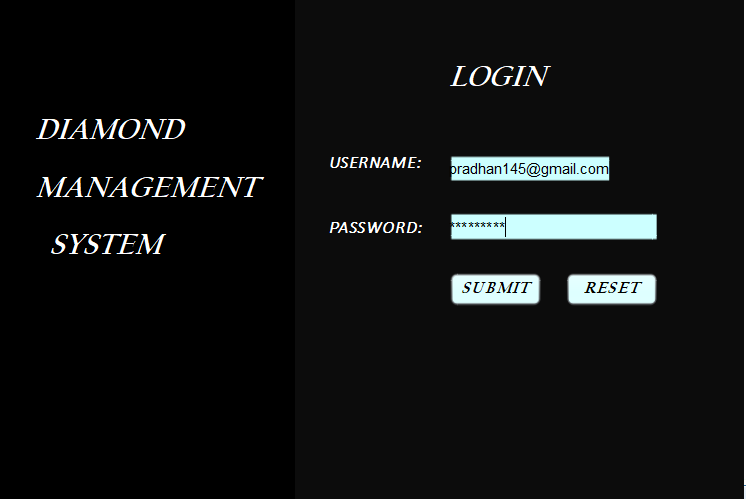 DIAMOND
MANAGEMENT
SYSTEM
LOGIN
USERNAME: pradhan145@gmail.com
PASSWORD: *********
SUBMIT RESET